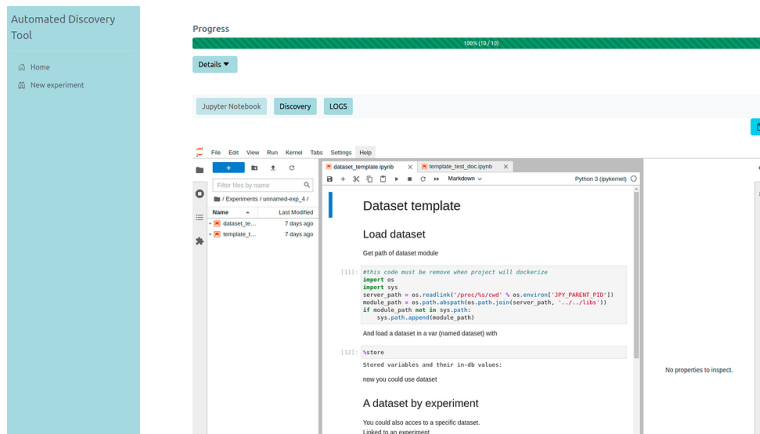 Automated Discovery
Tool
Home
New experiment
Progress
100% (10 / 10)
Details
Jupyter Notebook
Discovery
LOGS
File Edit View Run Kernel Tabs Settings Help
Filter files by name
/ Experiments / unnamed-exp_4 /
Name Last Modified
dataset_te... 7 days ago
template_t... 7 days ago
dataset_template.ipynb
template_test_doc.ipynb
Markdown
Python 3 (ipykernel)
Dataset template
Load dataset
Get path of dataset module
[11]:
#this code must be remove when project will dockerize
import os
import sys
server_path = os.readlink('/proc/%s/cwd' % os.environ['JPY_PARENT_PID'])
module_path = os.path.abspath(os.path.join(server_path, '../../libs'))
if module_path not in sys.path:
    sys.path.append(module_path)
And load a dataset in a var (named dataset) with
[12]:
%store
Stored variables and their in-db values:
now you could use dataset
A dataset by experiment
You could also acces to a specific dataset.
Linked to an experiment
No properties to inspect.